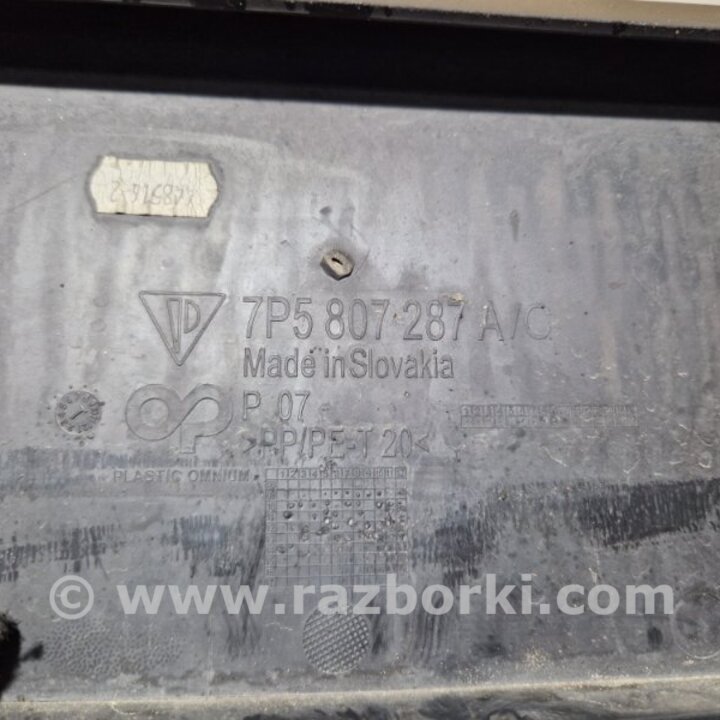 7P5 807 287 A/C
Made in Slovakia
P 07
>PP/PE-T 20<
PLASTIC OMNIUM
© www.razborki.com